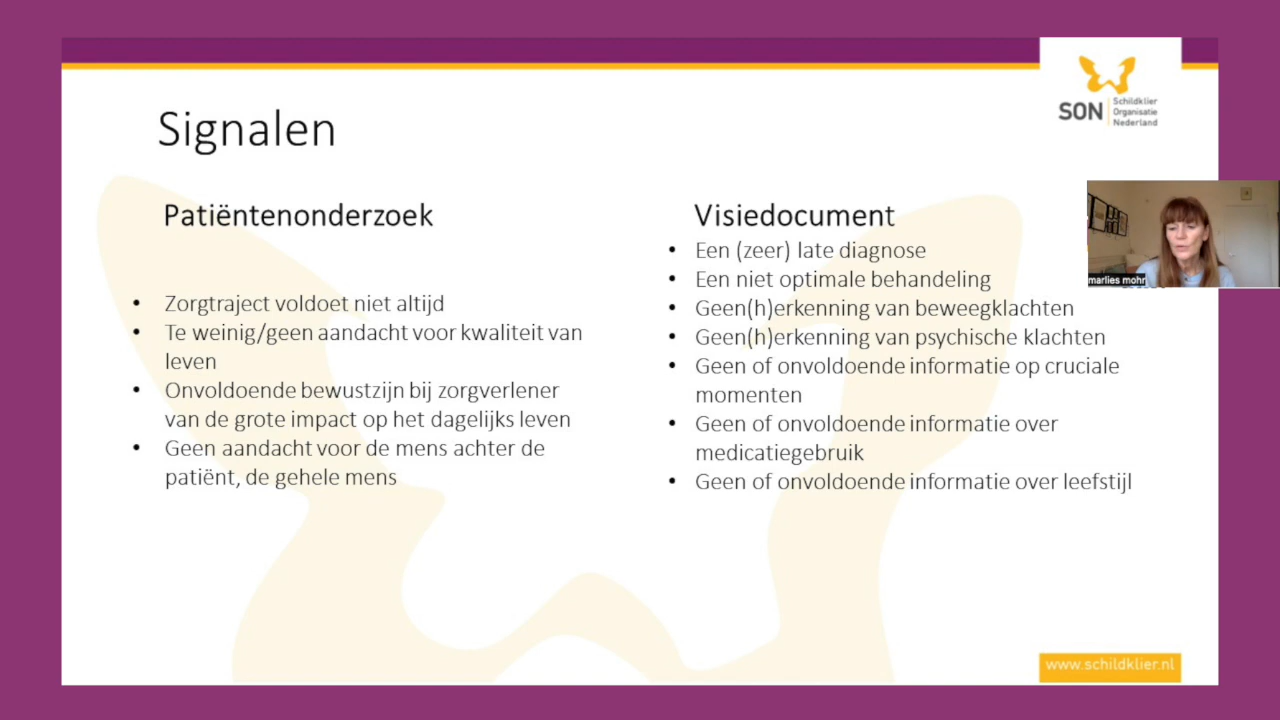 Signalen
SON
Schildklier
Organisatie
Nederland
Patiëntenonderzoek
• Zorgtraject voldoet niet altijd
• Te weinig/geen aandacht voor kwaliteit van
leven
• Onvoldoende bewustzijn bij zorgverlener
van de grote impact op het dagelijks leven
• Geen aandacht voor de mens achter de
patiënt, de gehele mens
Visiedocument
• Een (zeer) late diagnose
• Een niet optimale behandeling
• Geen(h)erkenning van beweegklachten
• Geen(h)erkenning van psychische klachten
• Geen of onvoldoende informatie op cruciale
momenten
• Geen of onvoldoende informatie over
medicatiegebruik
• Geen of onvoldoende informatie over leefstijl
marlies mohr
www.schildklier.nl